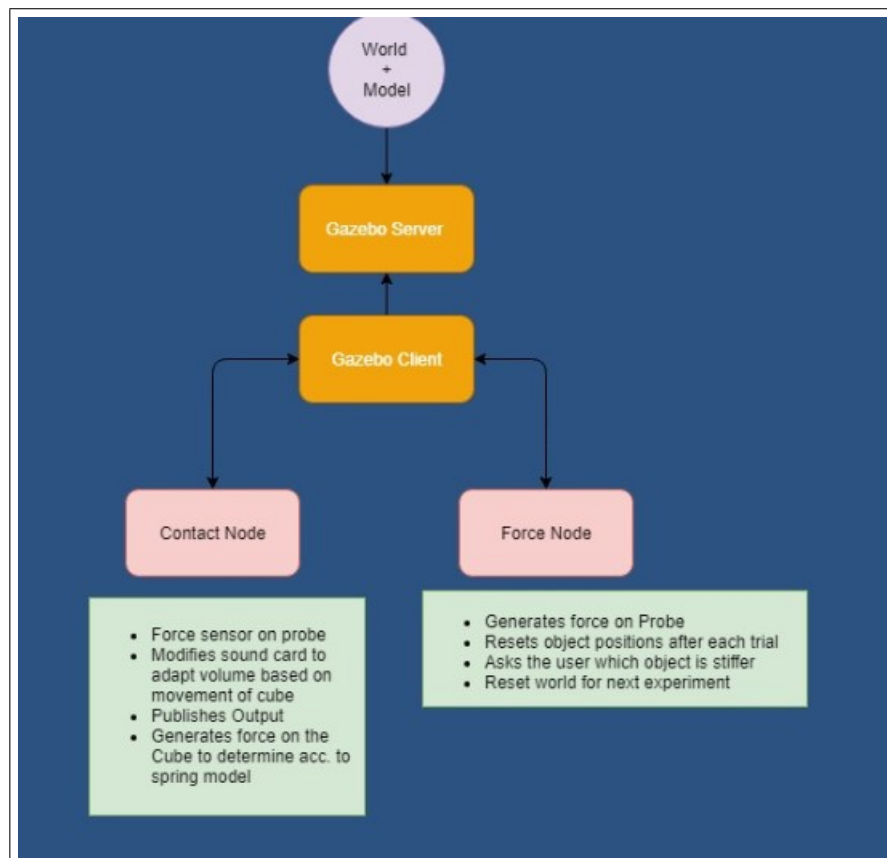 World
+
Model
Gazebo Server
Gazebo Client
Contact Node
Force Node
• Force sensor on probe
• Modifies sound card to
adapt volume based on
movement of cube
• Publishes Output
• Generates force on the
Cube to determine acc. to
spring model
• Generates force on Probe
• Resets object positions after each trial
• Asks the user which object is stiffer
• Reset world for next experiment